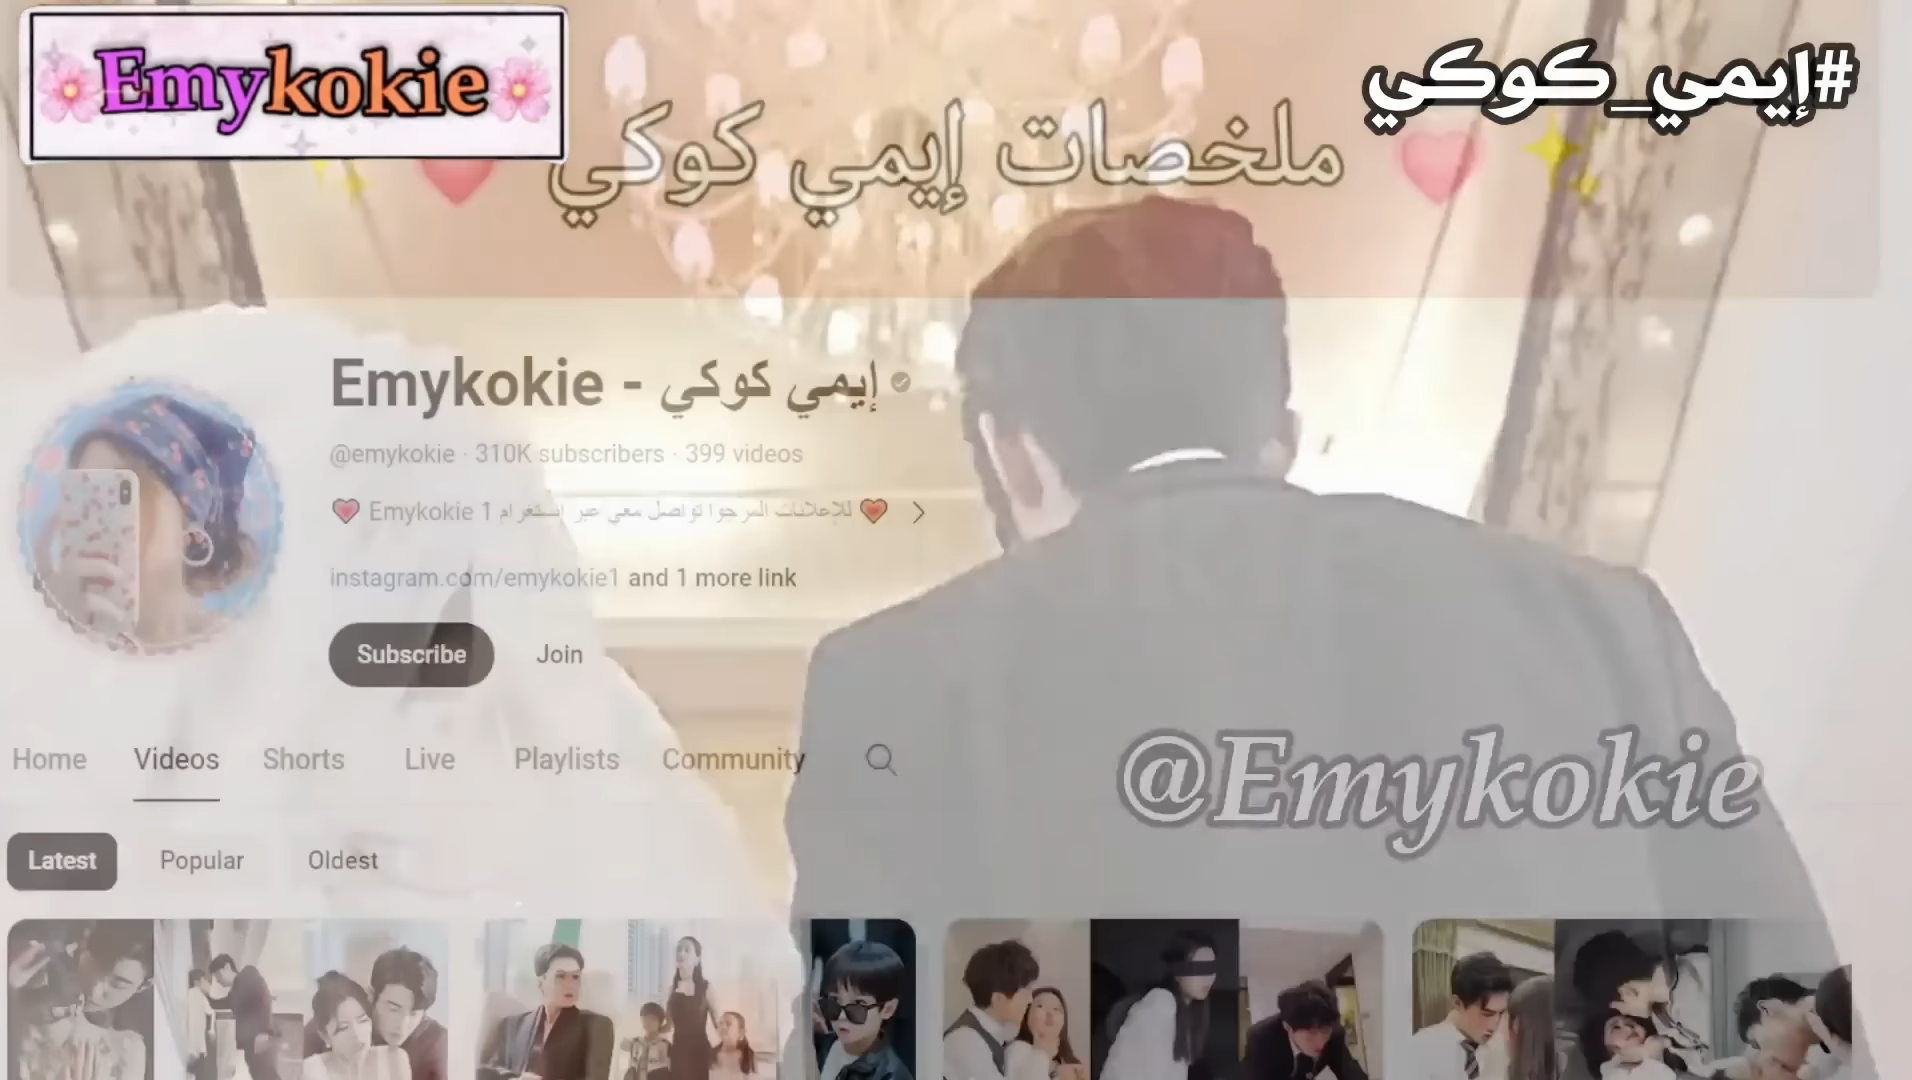 Emykokie
#إيمي_كوكي
ملخصات إيمي كوكي
Emykokie - إيمي كوكي
@emykokie · 310K subscribers · 399 videos
Emykokie 1 للإعلانات المرجوا تواصل معي عبر إستغرام
instagram.com/emykokie1 and 1 more link
Subscribe Join
Home Videos Shorts Live Playlists Community
@Emykokie
Latest Popular Oldest